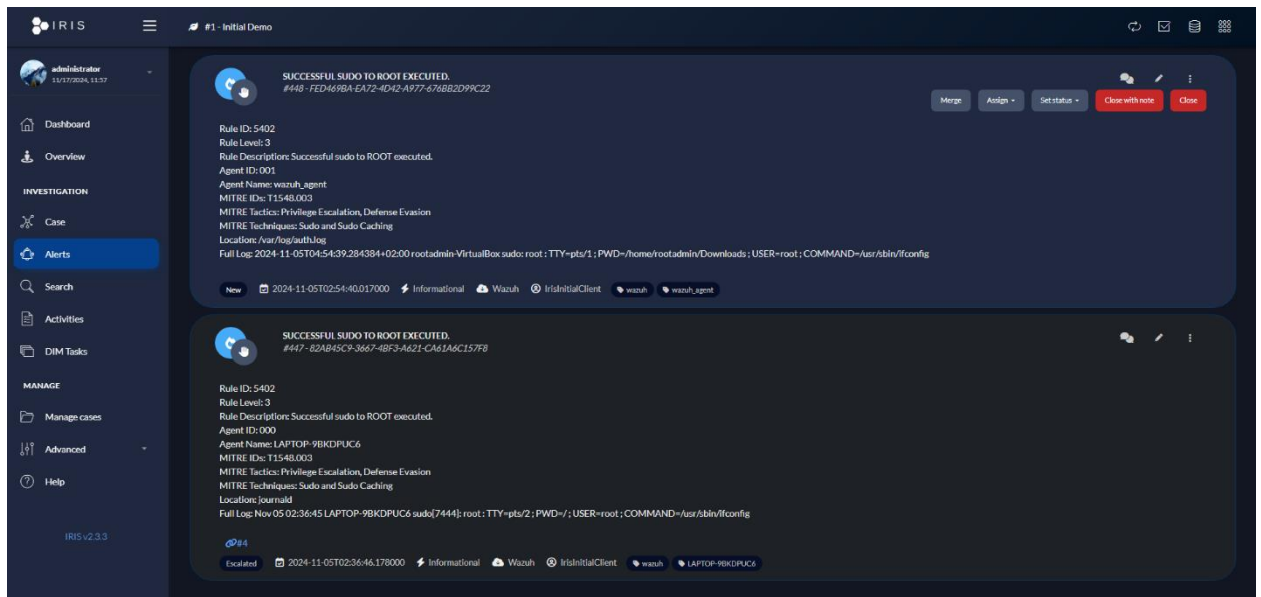 IRIS
#1 - Initial Demo
administrator
11/17/2024, 11:57
Dashboard
Overview
INVESTIGATION
Case
Alerts
Search
Activities
DIM Tasks
MANAGE
Manage cases
Advanced
Help
IRIS v2.3.3
SUCCESSFUL SUDO TO ROOT EXECUTED.
#448 - FED469BA-EA72-4D42-A977-676BB2D99C22
Merge Assign Set status Close with note Close
Rule ID: 5402
Rule Level: 3
Rule Description: Successful sudo to ROOT executed.
Agent ID: 001
Agent Name: wazuh_agent
MITRE IDs: T1548.003
MITRE Tactics: Privilege Escalation, Defense Evasion
MITRE Techniques: Sudo and Sudo Caching
Location: /var/log/auth.log
Full Log: 2024-11-05T04:54:39.284384+02:00 rootadmin-VirtualBox sudo: root : TTY=pts/1 ; PWD=/home/rootadmin/Downloads ; USER=root ; COMMAND=/usr/sbin/ifconfig
New 2024-11-05T02:54:40.017000 Informational Wazuh IrisInitialClient wazuh wazuh_agent
SUCCESSFUL SUDO TO ROOT EXECUTED.
#447 - 82AB45C9-3667-4BF3-A621-CA61A6C157F8
Rule ID: 5402
Rule Level: 3
Rule Description: Successful sudo to ROOT executed.
Agent ID: 000
Agent Name: LAPTOP-9BKDPUC6
MITRE IDs: T1548.003
MITRE Tactics: Privilege Escalation, Defense Evasion
MITRE Techniques: Sudo and Sudo Caching
Location: journald
Full Log: Nov 05 02:36:45 LAPTOP-9BKDPUC6 sudo[7444]: root : TTY=pts/2 ; PWD=/ ; USER=root ; COMMAND=/usr/sbin/ifconfig
#4
Escalated 2024-11-05T02:36:46.178000 Informational Wazuh IrisInitialClient wazuh LAPTOP-9BKDPUC6